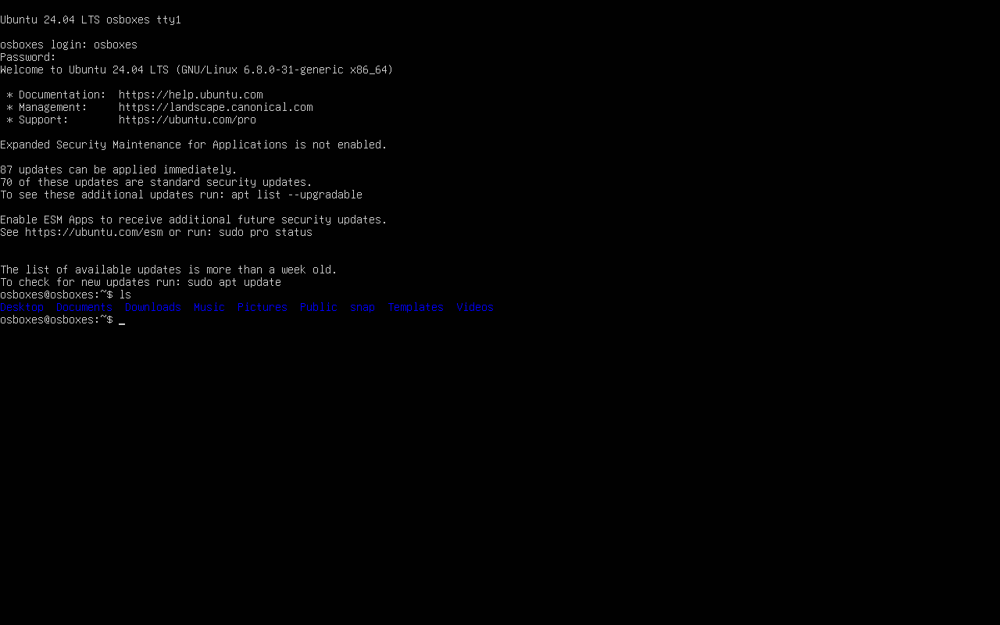 Ubuntu 24.04 LTS osboxes tty1
osboxes login: osboxes
Password:
Welcome to Ubuntu 24.04 LTS (GNU/Linux 6.8.0-31-generic x86_64)
* Documentation:  https://help.ubuntu.com
* Management:     https://landscape.canonical.com
* Support:        https://ubuntu.com/pro
Expanded Security Maintenance for Applications is not enabled.
87 updates can be applied immediately.
70 of these updates are standard security updates.
To see these additional updates run: apt list --upgradable
Enable ESM Apps to receive additional future security updates.
See https://ubuntu.com/esm or run: sudo pro status
The list of available updates is more than a week old.
To check for new updates run: sudo apt update
osboxes@osboxes:~$ ls
Desktop  Documents  Downloads  Music  Pictures  Public  snap  Templates  Videos
osboxes@osboxes:~$ _